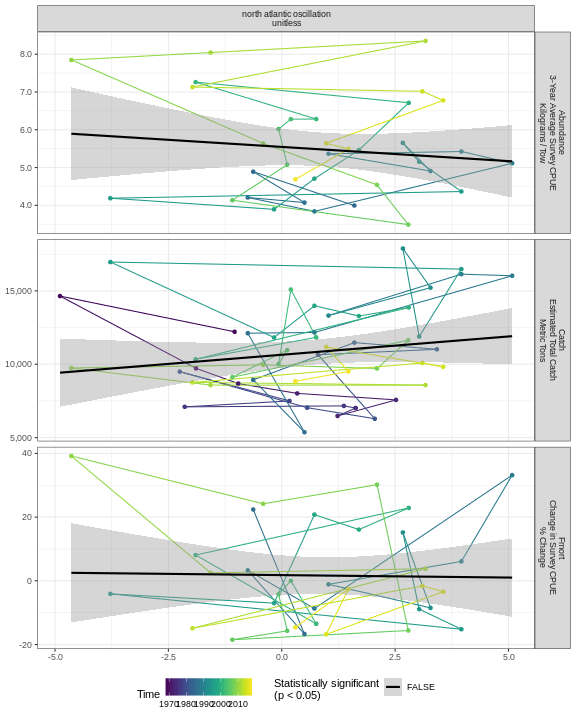 north atlantic oscillation
unitless
8.0
7.0
6.0
5.0
4.0
Abundance
3-Year Average Survey CPUE
Kilograms / Tow
15,000
10,000
5,000
Catch
Estimated Total Catch
Metric Tons
40
20
0
-20
Fmort
Change in Survey CPUE
% Change
-5.0
-2.5
0.0
2.5
5.0
Time
1970 1980 1990 2000 2010
Statistically significant
(p < 0.05)
FALSE